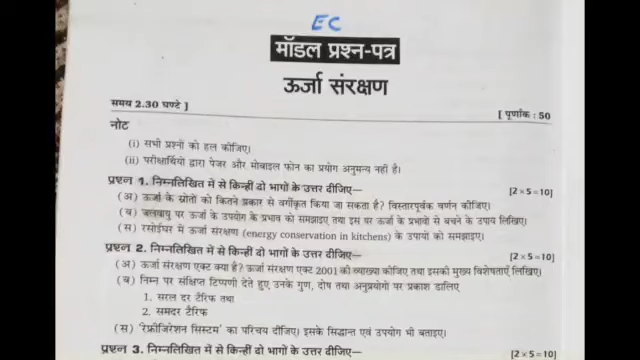 EC
मॉडल प्रश्न-पत्र
ऊर्जा संरक्षण
समय 2.30 घण्टे ]
[ पूर्णांक : 50
नोट
(i) सभी प्रश्नों को हल कीजिए।
(ii) परीक्षार्थियों द्वारा पेजर और मोबाइल फोन का प्रयोग अनुमन्य नहीं है।
प्रश्न 1. निम्नलिखित में से किन्हीं दो भागों के उत्तर दीजिए—
[2×5=10]
(अ) ऊर्जा के स्रोतों को कितने प्रकार से वर्गीकृत किया जा सकता है? विस्तारपूर्वक वर्णन कीजिए।
(ब) जलवायु पर ऊर्जा के उपयोग के प्रभाव को समझाइए तथा इस पर ऊर्जा के प्रभावों से बचने के उपाय लिखिए।
(स) रसोईघर में ऊर्जा संरक्षण (energy conservation in kitchens) के उपायों को समझाइए।
प्रश्न 2. निम्नलिखित में से किन्हीं दो भागों के उत्तर दीजिए—
[2×5=10]
(अ) ऊर्जा संरक्षण एक्ट क्या है? ऊर्जा संरक्षण एक्ट 2001 की व्याख्या कीजिए तथा इसकी मुख्य विशेषताएँ लिखिए।
(ब) निम्न पर संक्षिप्त टिप्पणी देते हुए उनके गुण, दोष तथा अनुप्रयोगों पर प्रकाश डालिए
1. सरल दर टैरिफ तथा
2. समदर टैरिफ
(स) 'रेफ्रीजिरेशन सिस्टम' का परिचय दीजिए। इसके सिद्धान्त एवं उपयोग भी बताइए।
प्रश्न 3. निम्नलिखित में से किन्हीं दो भागों के उत्तर दीजिए—
[2×5=10]